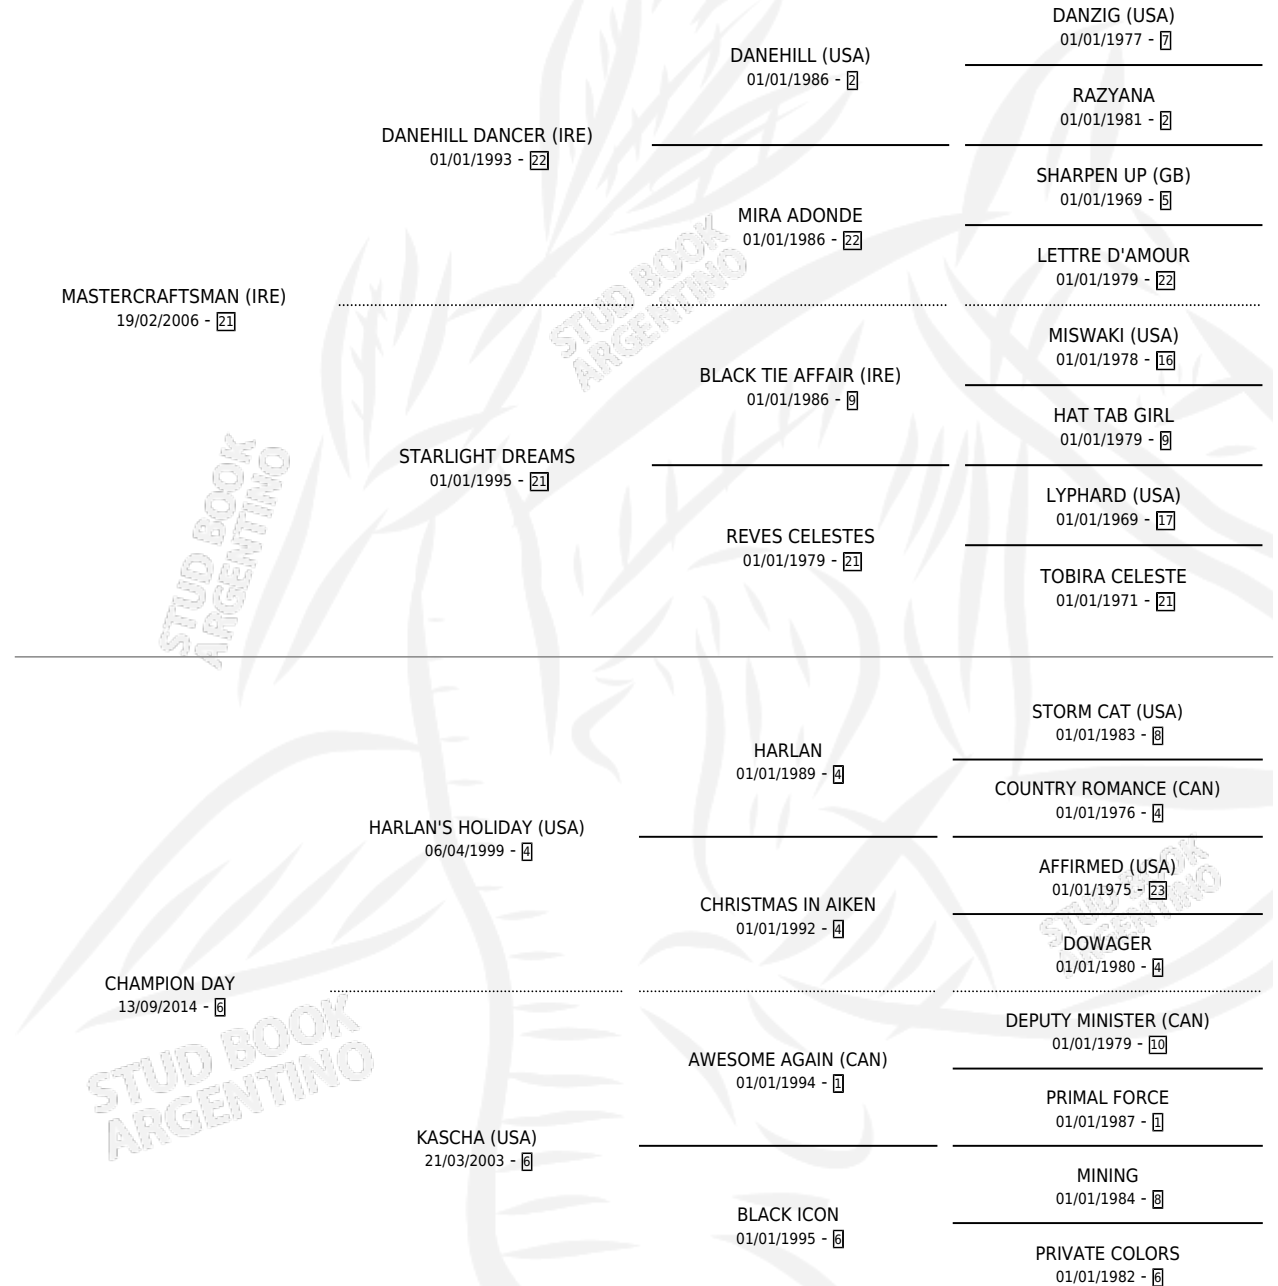 DANZIG (USA)
01/01/1977 - 7
DANEHILL (USA)
01/01/1986 - 2
RAZYANA
01/01/1981 - 2
DANEHILL DANCER (IRE)
01/01/1993 - 22
SHARPEN UP (GB)
01/01/1969 - 5
MIRA ADONDE
01/01/1986 - 22
LETTRE D'AMOUR
01/01/1979 - 22
MASTERCRAFTSMAN (IRE)
19/02/2006 - 21
MISWAKI (USA)
01/01/1978 - 16
BLACK TIE AFFAIR (IRE)
01/01/1986 - 9
HAT TAB GIRL
01/01/1979 - 9
STARLIGHT DREAMS
01/01/1995 - 21
LYPHARD (USA)
01/01/1969 - 17
REVES CELESTES
01/01/1979 - 21
TOBIRA CELESTE
01/01/1971 - 21
STORM CAT (USA)
01/01/1983 - 8
HARLAN
01/01/1989 - 4
COUNTRY ROMANCE (CAN)
01/01/1976 - 4
HARLAN'S HOLIDAY (USA)
06/04/1999 - 4
AFFIRMED (USA)
01/01/1975 - 23
CHRISTMAS IN AIKEN
01/01/1992 - 4
DOWAGER
01/01/1980 - 4
CHAMPION DAY
13/09/2014 - 6
DEPUTY MINISTER (CAN)
01/01/1979 - 10
AWESOME AGAIN (CAN)
01/01/1994 - 1
PRIMAL FORCE
01/01/1987 - 1
KASCHA (USA)
21/03/2003 - 6
MINING
01/01/1984 - 8
BLACK ICON
01/01/1995 - 6
PRIVATE COLORS
01/01/1982 - 6
STUD BOOK
ARGENTINO
STUD BOOK
ARGENTINO
STUD BOOK
ARGENTINO
STUD BOOK
ARGENTINO